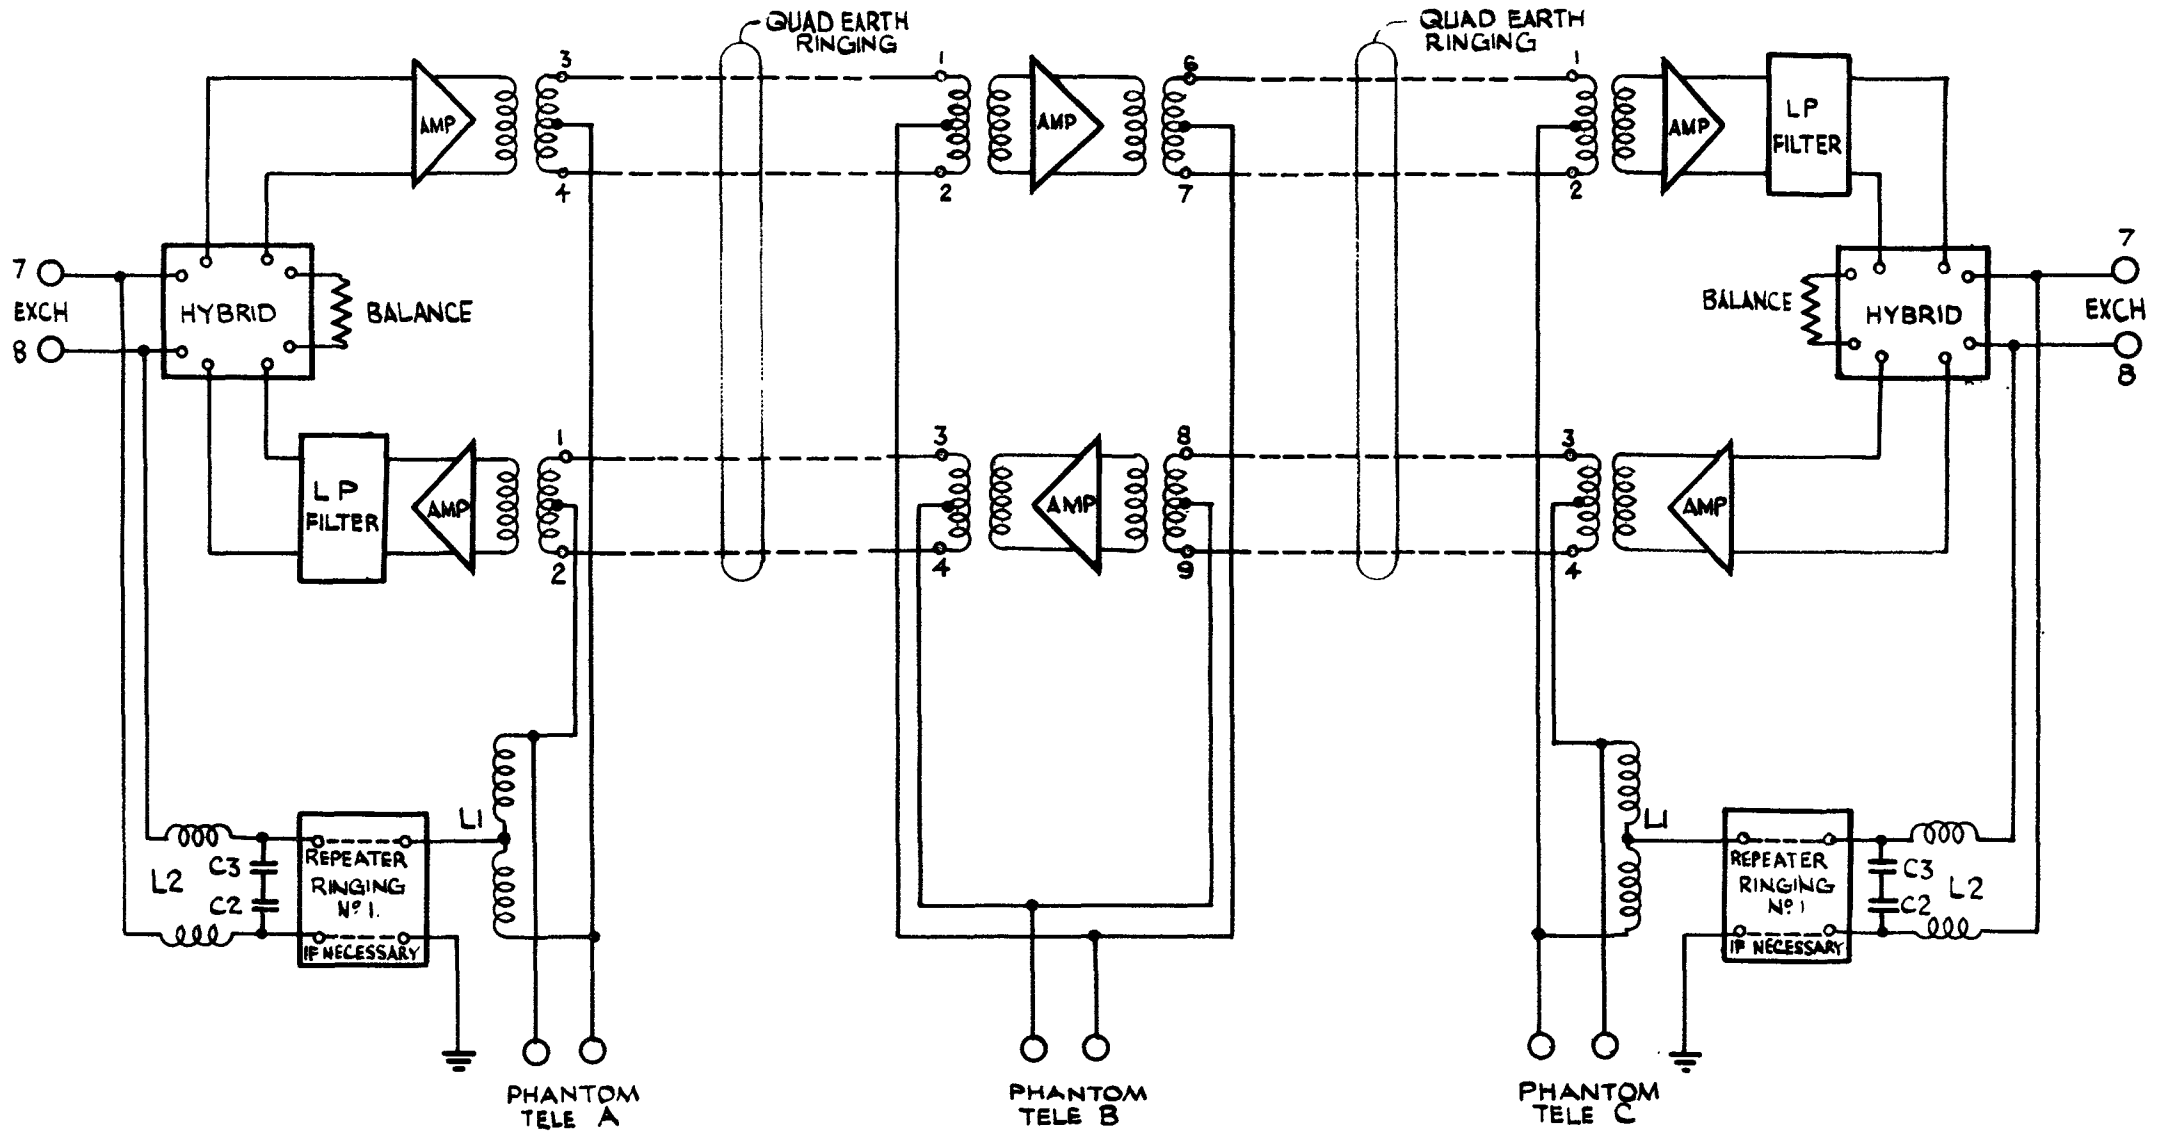 QUAD EARTH
RINGING
QUAD EARTH
RINGING
3
1
6
1
AMP
AMP
AMP
LP
FILTER
4
2
7
2
7
EXCH
8
HYBRID
BALANCE
BALANCE
HYBRID
7
EXCH
8
LP
FILTER
AMP
1
2
3
4
AMP
8
9
3
4
AMP
L1
L2
C3
C2
REPEATER
RINGING
Nº 1.
IF NECESSARY
L1
REPEATER
RINGING
Nº 1
IF NECESSARY
C3
C2
L2
PHANTOM
TELE A
PHANTOM
TELE B
PHANTOM
TELE C